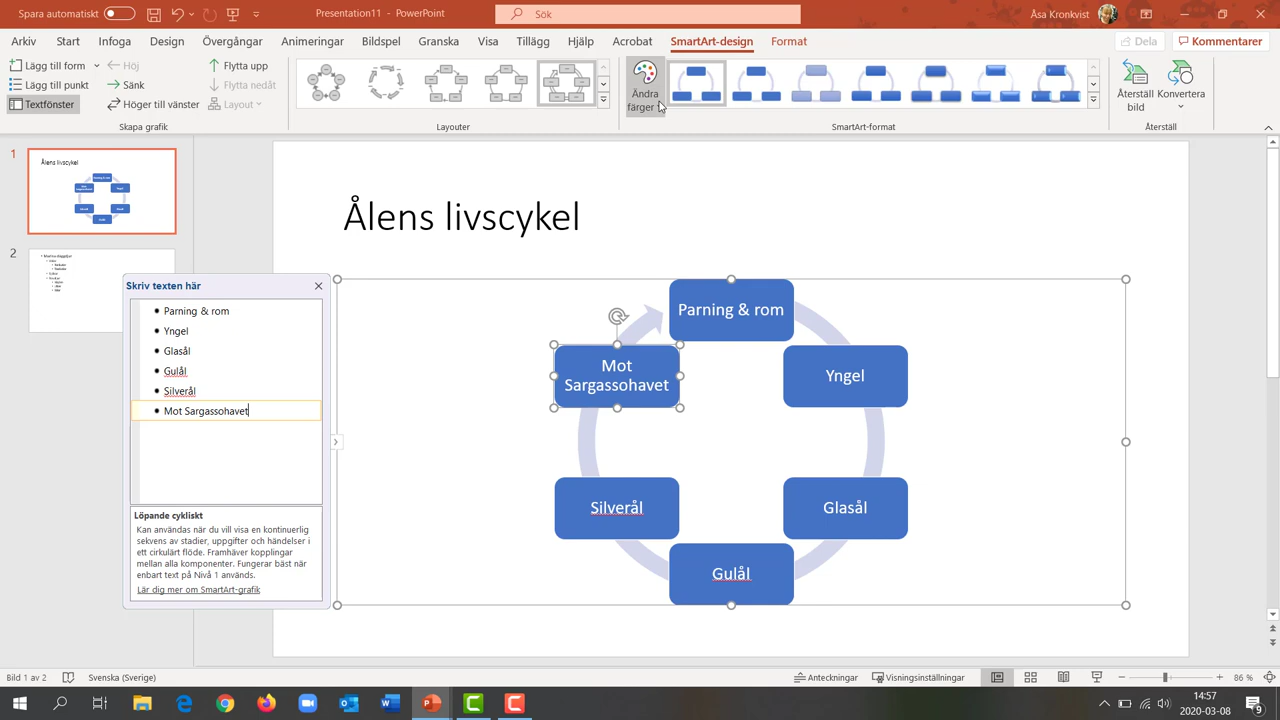 Spara automatiskt
Presentation11 - PowerPoint
Sök
Åsa Kronkvist
Arkiv Start Infoga Design Övergångar Animeringar Bildspel Granska Visa Tillägg Hjälp Acrobat SmartArt-design Format
Dela
Kommentarer
Lägg till form
Lägg till punkt
Textfönster
Höj
Sänk
Höger till vänster
Flytta upp
Flytta nedåt
Layout
Skapa grafik
Layouter
Ändra
färger
SmartArt-format
Återställ
bild
Konvertera
Återställ
1
Ålens livscykel
2
Skriv texten här
Parning & rom
Yngel
Glasål
Gulål
Silverål
Mot Sargassohavet
Löpande cykliskt
Kan användas när du vill visa en kontinuerlig
sekvens av stadier, uppgifter och händelser i
ett cirkulärt flöde. Framhäver kopplingar
mellan alla komponenter. Fungerar bäst när
enbart text på Nivå 1 används.
Lär dig mer om SmartArt-grafik
Ålens livscykel
Parning & rom
Mot
Sargassohavet
Yngel
Silverål
Glasål
Gulål
Bild 1 av 2
Svenska (Sverige)
Anteckningar
Visningsinställningar
86 %
14:57
2020-03-08